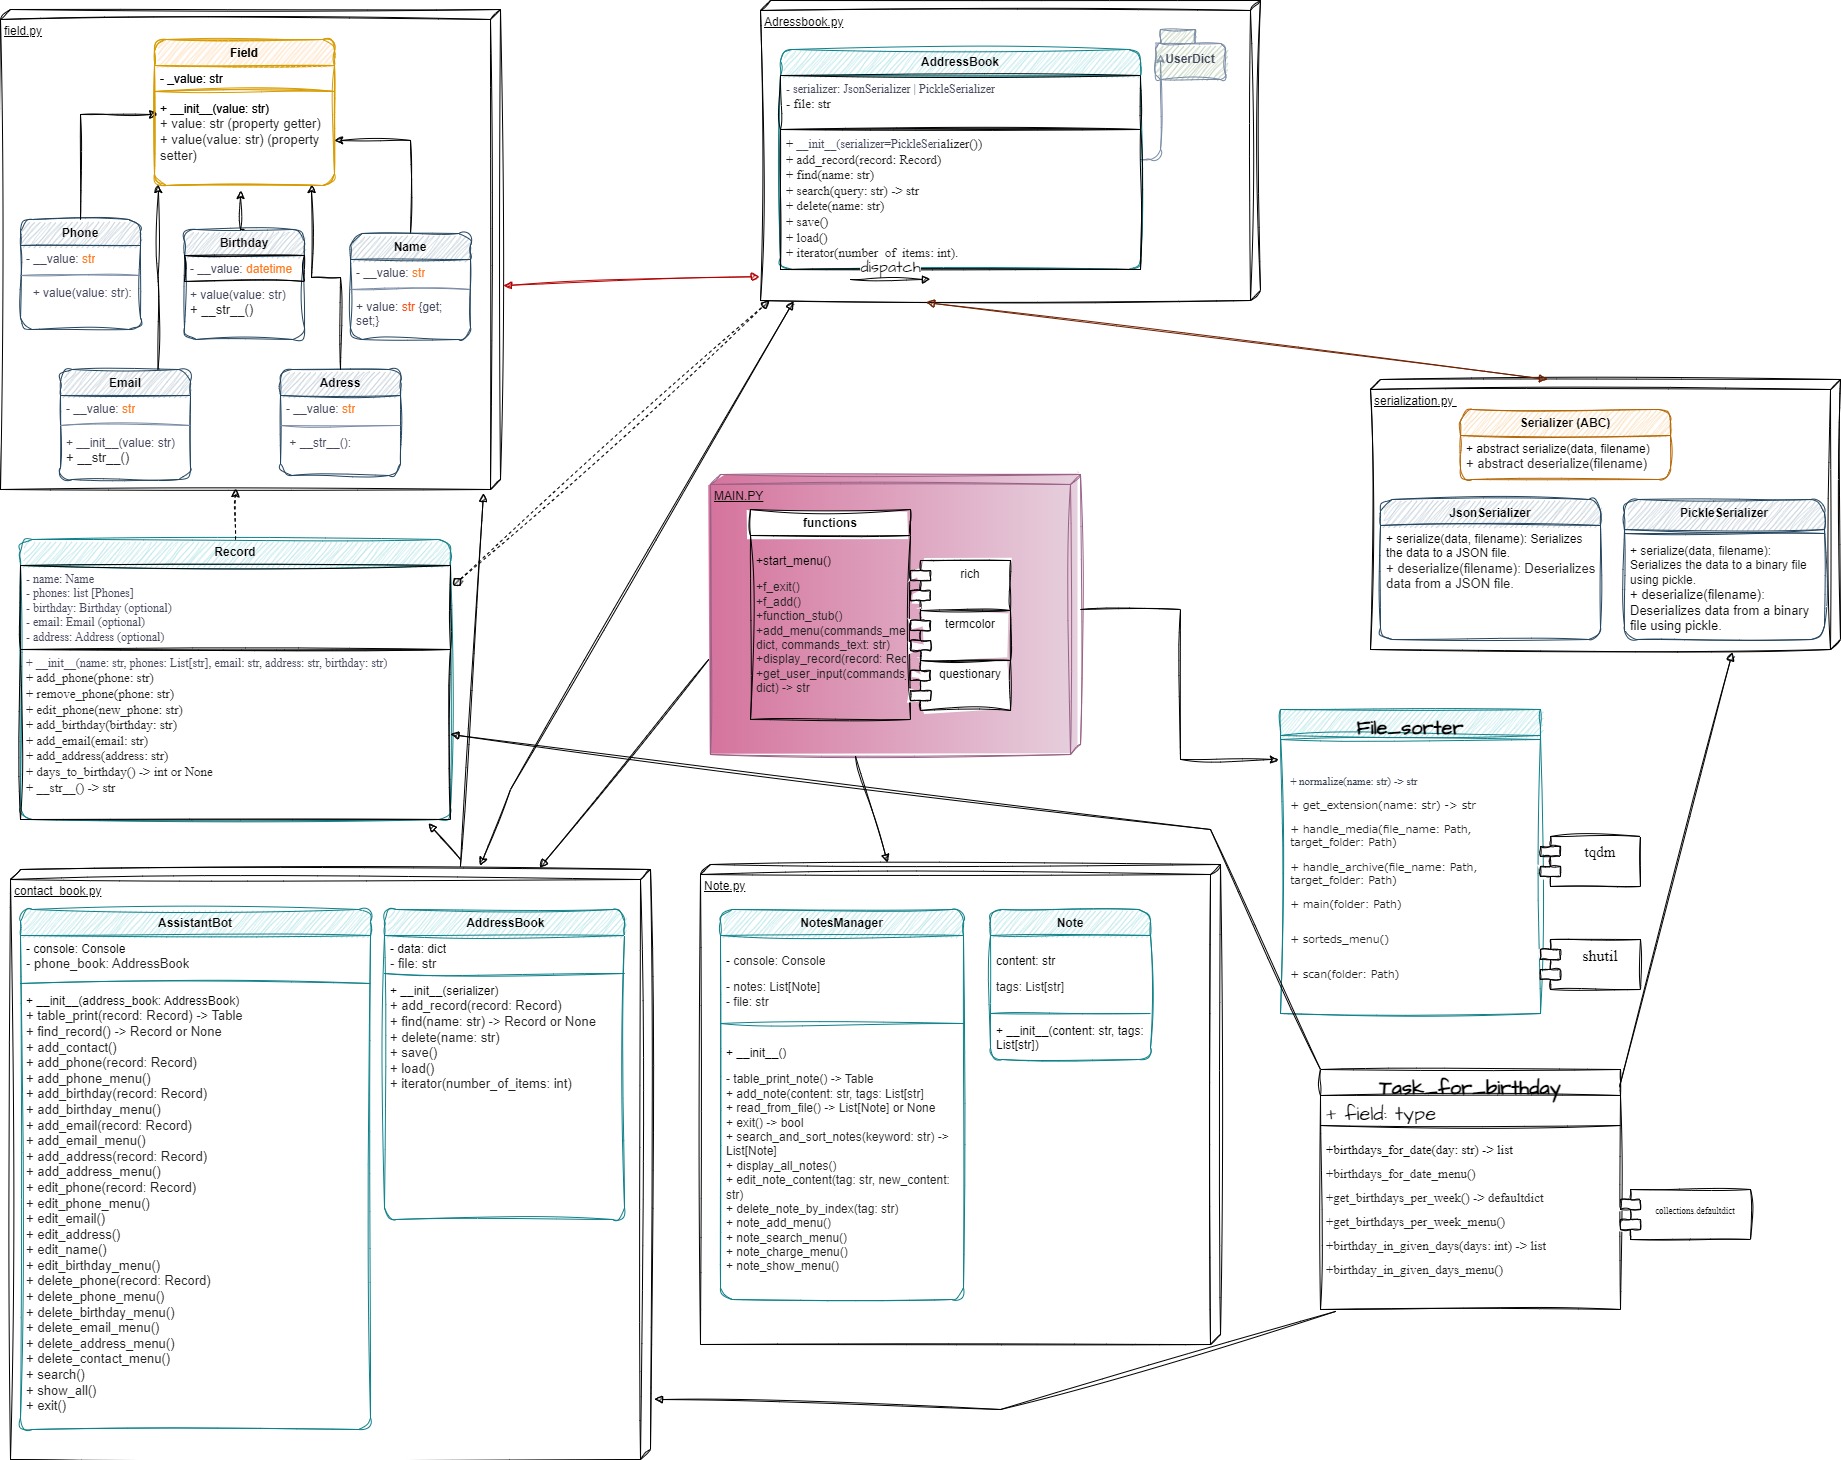 field.py
Field
- _value: str
+ __init__(value: str)
+ value: str (property getter)
+ value(value: str) (property
setter)
Phone
- __value: str
+ value(value: str):
Birthday
- __value: datetime
+ value(value: str)
+ __str__()
Name
- __value: str
+ value: str {get;
set;}
Email
- __value: str
+ __init__(value: str)
+ __str__()
Adress
- __value: str
+ __str__():
Adressbook.py
AddressBook
- serializer: JsonSerializer | PickleSerializer
- file: str
+ __init__(serializer=PickleSerializer())
+ add_record(record: Record)
+ find(name: str)
+ search(query: str) -> str
+ delete(name: str)
+ save()
+ load()
+ iterator(number_of_items: int).
dispatch
UserDict
serialization.py
Serializer (ABC)
+ abstract serialize(data, filename)
+ abstract deserialize(filename)
JsonSerializer
+ serialize(data, filename): Serializes
the data to a JSON file.
+ deserialize(filename): Deserializes
data from a JSON file.
PickleSerializer
+ serialize(data, filename):
Serializes the data to a binary file
using pickle.
+ deserialize(filename):
Deserializes data from a binary
file using pickle.
Record
- name: Name
- phones: list [Phones]
- birthday: Birthday (optional)
- email: Email (optional)
- address: Address (optional)
+ __init__(name: str, phones: List[str], email: str, address: str, birthday: str)
+ add_phone(phone: str)
+ remove_phone(phone: str)
+ edit_phone(new_phone: str)
+ add_birthday(birthday: str)
+ add_email(email: str)
+ add_address(address: str)
+ days_to_birthday() -> int or None
+ __str__() -> str
MAIN.PY
functions
+start_menu()
+f_exit()
+f_add()
+function_stub()
+add_menu(commands_me
dict, commands_text: str)
+display_record(record: Rec
+get_user_input(commands_
dict) -> str
rich
termcolor
questionary
File_sorter
+ normalize(name: str) -> str
+ get_extension(name: str) -> str
+ handle_media(file_name: Path,
target_folder: Path)
+ handle_archive(file_name: Path,
target_folder: Path)
+ main(folder: Path)
+ sorteds_menu()
+ scan(folder: Path)
tqdm
shutil
contact_book.py
AssistantBot
- console: Console
- phone_book: AddressBook
+ __init__(address_book: AddressBook)
+ table_print(record: Record) -> Table
+ find_record() -> Record or None
+ add_contact()
+ add_phone(record: Record)
+ add_phone_menu()
+ add_birthday(record: Record)
+ add_birthday_menu()
+ add_email(record: Record)
+ add_email_menu()
+ add_address(record: Record)
+ add_address_menu()
+ edit_phone(record: Record)
+ edit_phone_menu()
+ edit_email()
+ edit_address()
+ edit_name()
+ edit_birthday_menu()
+ delete_phone(record: Record)
+ delete_phone_menu()
+ delete_birthday_menu()
+ delete_email_menu()
+ delete_address_menu()
+ delete_contact_menu()
+ search()
+ show_all()
+ exit()
AddressBook
- data: dict
- file: str
+ __init__(serializer)
+ add_record(record: Record)
+ find(name: str) -> Record or None
+ delete(name: str)
+ save()
+ load()
+ iterator(number_of_items: int)
Note.py
NotesManager
- console: Console
- notes: List[Note]
- file: str
+ __init__()
- table_print_note() -> Table
+ add_note(content: str, tags: List[str]
+ read_from_file() -> List[Note] or None
+ exit() -> bool
+ search_and_sort_notes(keyword: str) ->
List[Note]
+ display_all_notes()
+ edit_note_content(tag: str, new_content:
str)
+ delete_note_by_index(tag: str)
+ note_add_menu()
+ note_search_menu()
+ note_charge_menu()
+ note_show_menu()
Note
content: str
tags: List[str]
+ __init__(content: str, tags:
List[str])
Task_for_birthday
+ field: type
+birthdays_for_date(day: str) -> list
+birthdays_for_date_menu()
+get_birthdays_per_week() -> defaultdict
+get_birthdays_per_week_menu()
+birthday_in_given_days(days: int) -> list
+birthday_in_given_days_menu()
collections.defaultdict